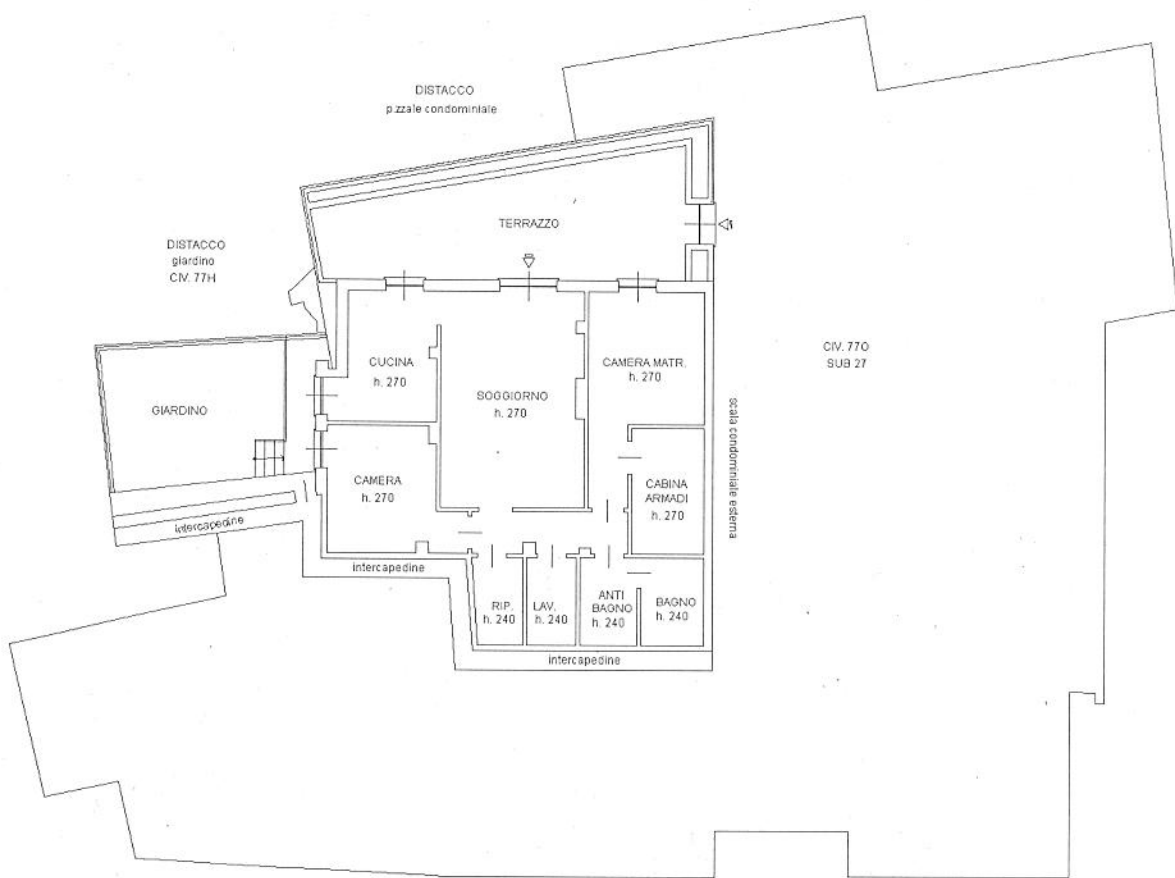 DISTACCO
p.zzale condominiale
TERRAZZO
DISTACCO
giardino
CIV. 77H
CUCINA
h. 270
CAMERA MATR.
h. 270
CIV. 77O
SUB 27
SOGGIORNO
h. 270
GIARDINO
CAMERA
h. 270
CABINA
ARMADI
h. 270
scala condominiale esterna
intercapedine
intercapedine
RIP.
h. 240
LAV.
h. 240
ANTI
BAGNO
h. 240
BAGNO
h. 240
intercapedine